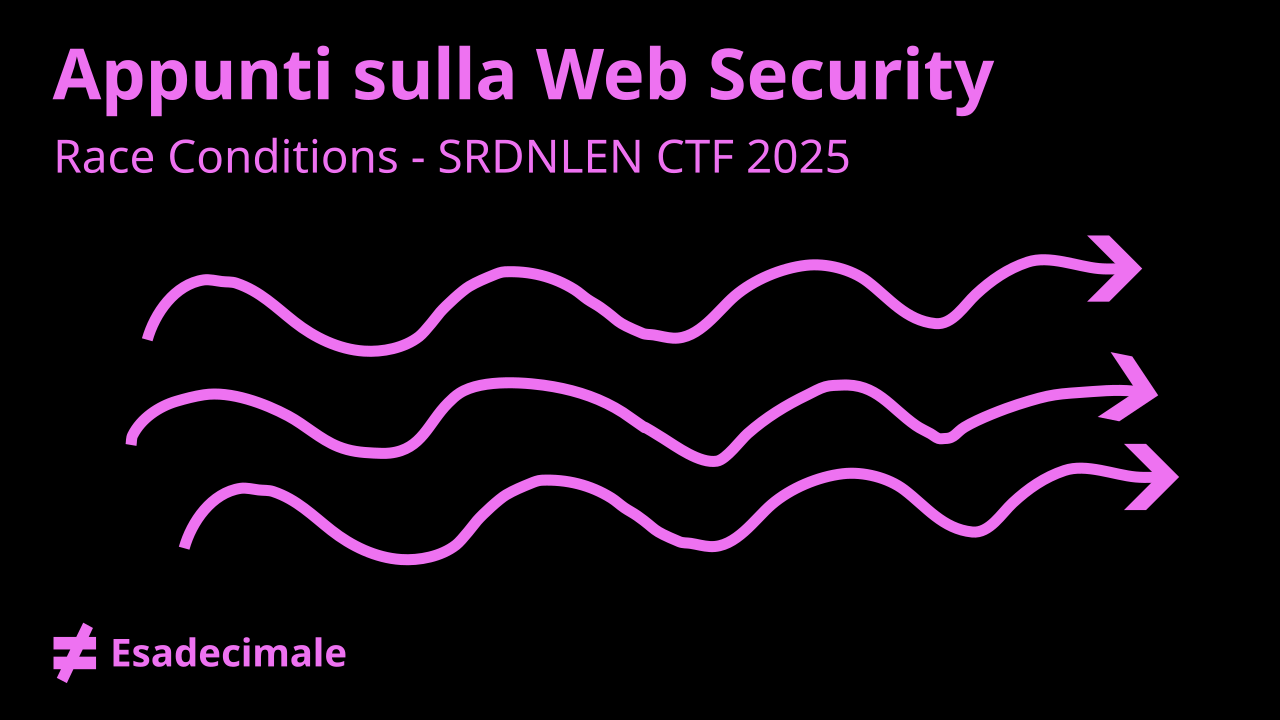 Appunti sulla Web Security
Race Conditions - SRDNLEN CTF 2025
Esadecimale